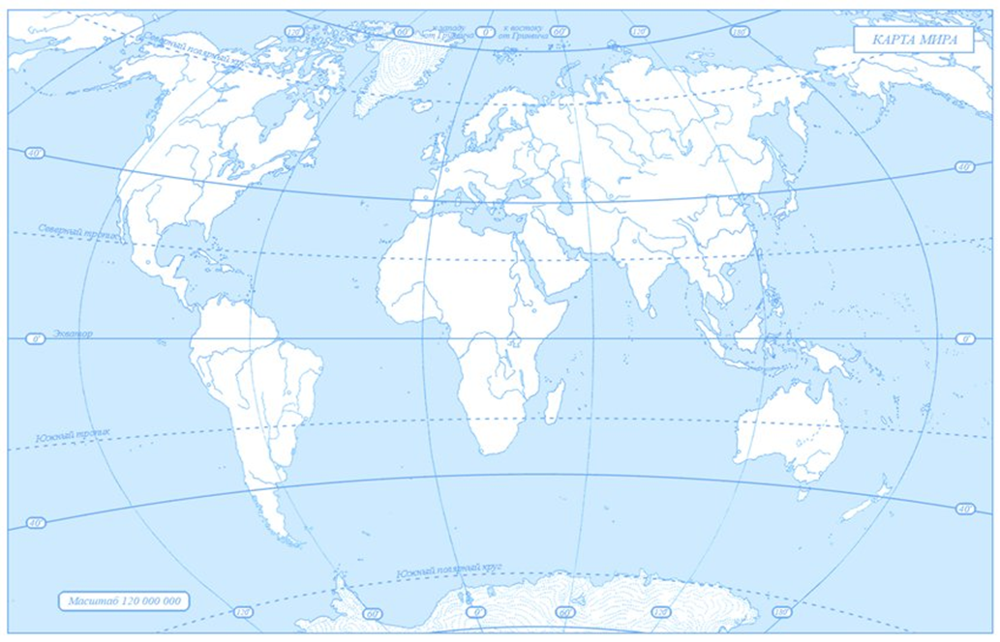 120°
60°
к западу
от Гринвича
0°
к востоку
от Гринвича
60°
120°
180°
КАРТА МИРА
Северный полярный круг
40°
40°
Северный тропик
0°
Экватор
0°
Южный тропик
40°
40°
Южный полярный круг
Масштаб 120 000 000
120°
60°
0°
60°
120°
180°